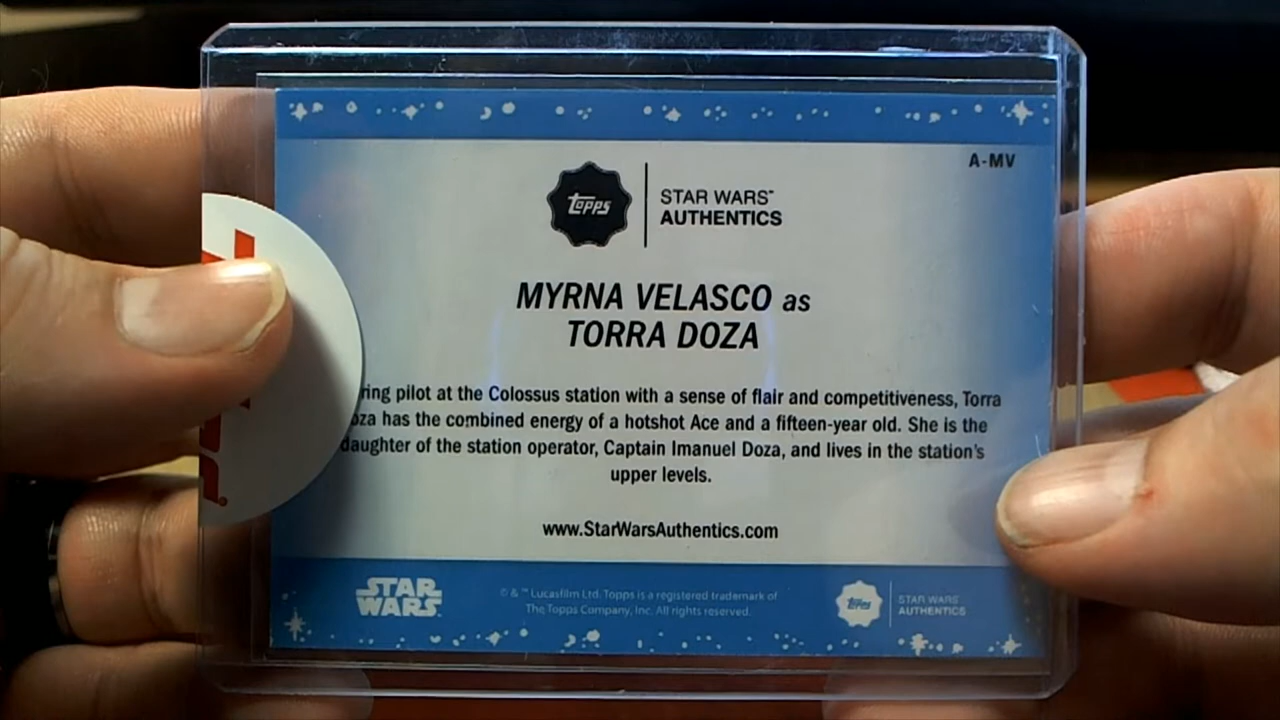 A-MV
Topps
STAR WARS™
AUTHENTICS
MYRNA VELASCO as
TORRA DOZA
ring pilot at the Colossus station with a sense of flair and competitiveness, Torra
oza has the combined energy of a hotshot Ace and a fifteen-year old. She is the
daughter of the station operator, Captain Imanuel Doza, and lives in the station's
upper levels.
www.StarWarsAuthentics.com
STAR
WARS
© & ™ Lucasfilm Ltd. Topps is a registered trademark of
The Topps Company, Inc. All rights reserved.
Topps
STAR WARS™
AUTHENTICS